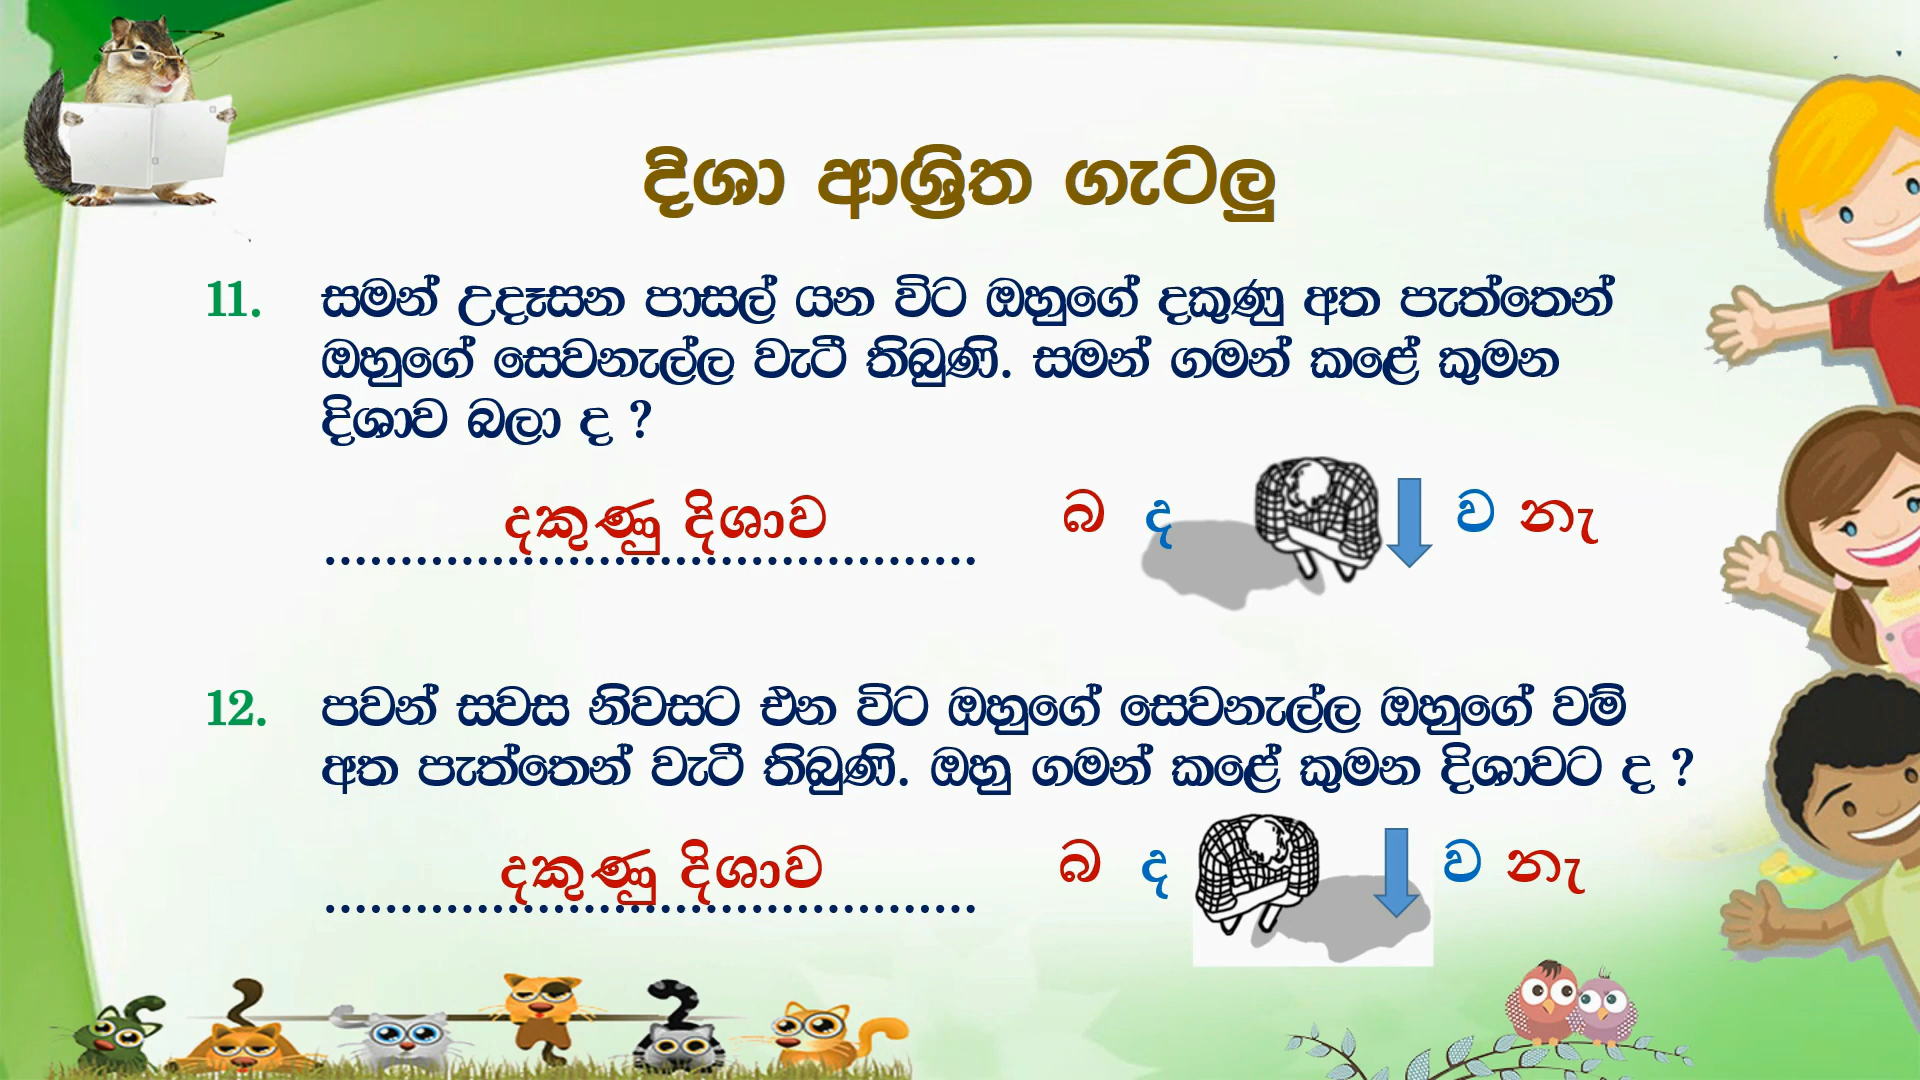 දිශා ආශ්‍රිත ගැටලු
11. සමන් උදෑසන පාසල් යන විට ඔහුගේ දකුණු අත පැත්තෙන්
ඔහුගේ සෙවනැල්ල වැටී තිබුණි. සමන් ගමන් කළේ කුමන
දිශාව බලා ද ?
දකුණු දිශාව බ ද ව නැ
..........................................
12. පවන් සවස නිවසට එන විට ඔහුගේ සෙවනැල්ල ඔහුගේ වම්
අත පැත්තෙන් වැටී තිබුණි. ඔහු ගමන් කළේ කුමන දිශාවට ද ?
දකුණු දිශාව බ ද ව නැ
..........................................